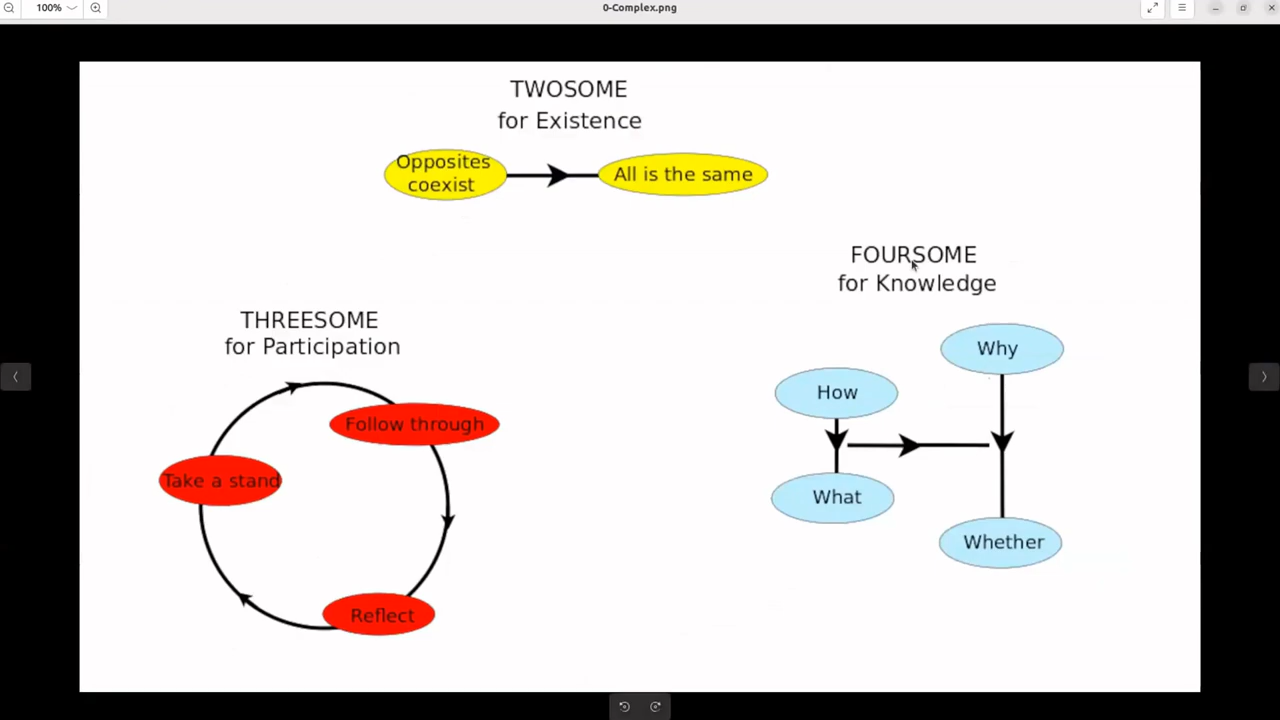 100%
0-Complex.png
TWOSOME
for Existence
Opposites
coexist
All is the same
FOURSOME
for Knowledge
THREESOME
for Participation
Why
How
Follow through
Take a stand
What
Whether
Reflect